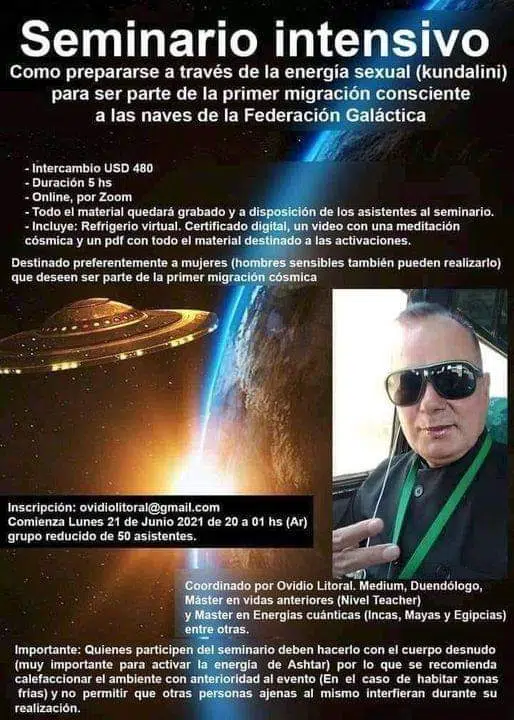 Seminario intensivo
Como prepararse a través de la energía sexual (kundalini)
para ser parte de la primer migración consciente
a las naves de la Federación Galáctica
- Intercambio USD 480
- Duración 5 hs
- Online, por Zoom
- Todo el material quedará grabado y a disposición de los asistentes al seminario.
- Incluye: Refrigerio virtual. Certificado digital, un video con una meditación
cósmica y un pdf con todo el material destinado a las activaciones.
Destinado preferentemente a mujeres (hombres sensibles también pueden realizarlo)
que deseen ser parte de la primer migración cósmica
Inscripción: ovidiolitoral@gmail.com
Comienza Lunes 21 de Junio 2021 de 20 a 01 hs (Ar)
grupo reducido de 50 asistentes.
Coordinado por Ovidio Litoral. Medium, Duendólogo,
Máster en vidas anteriores (Nivel Teacher)
y Master en Energías cuánticas (Incas, Mayas y Egipcias)
entre otras.
Importante: Quienes participen del seminario deben hacerlo con el cuerpo desnudo
(muy importante para activar la energía de Ashtar) por lo que se recomienda
calefaccionar el ambiente con anterioridad al evento (En el caso de habitar zonas
frías) y no permitir que otras personas ajenas al mismo interfieran durante su
realización.